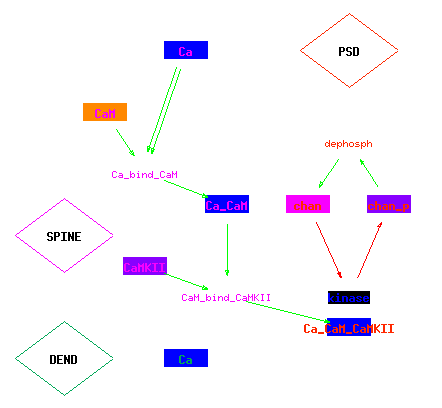 Ca
PSD
CaM
dephosph
Ca_bind_CaM
Ca_CaM
chan
chan_p
SPINE
CaMKII
CaM_bind_CaMKII
kinase
Ca_CaM_CaMKII
DEND
Ca